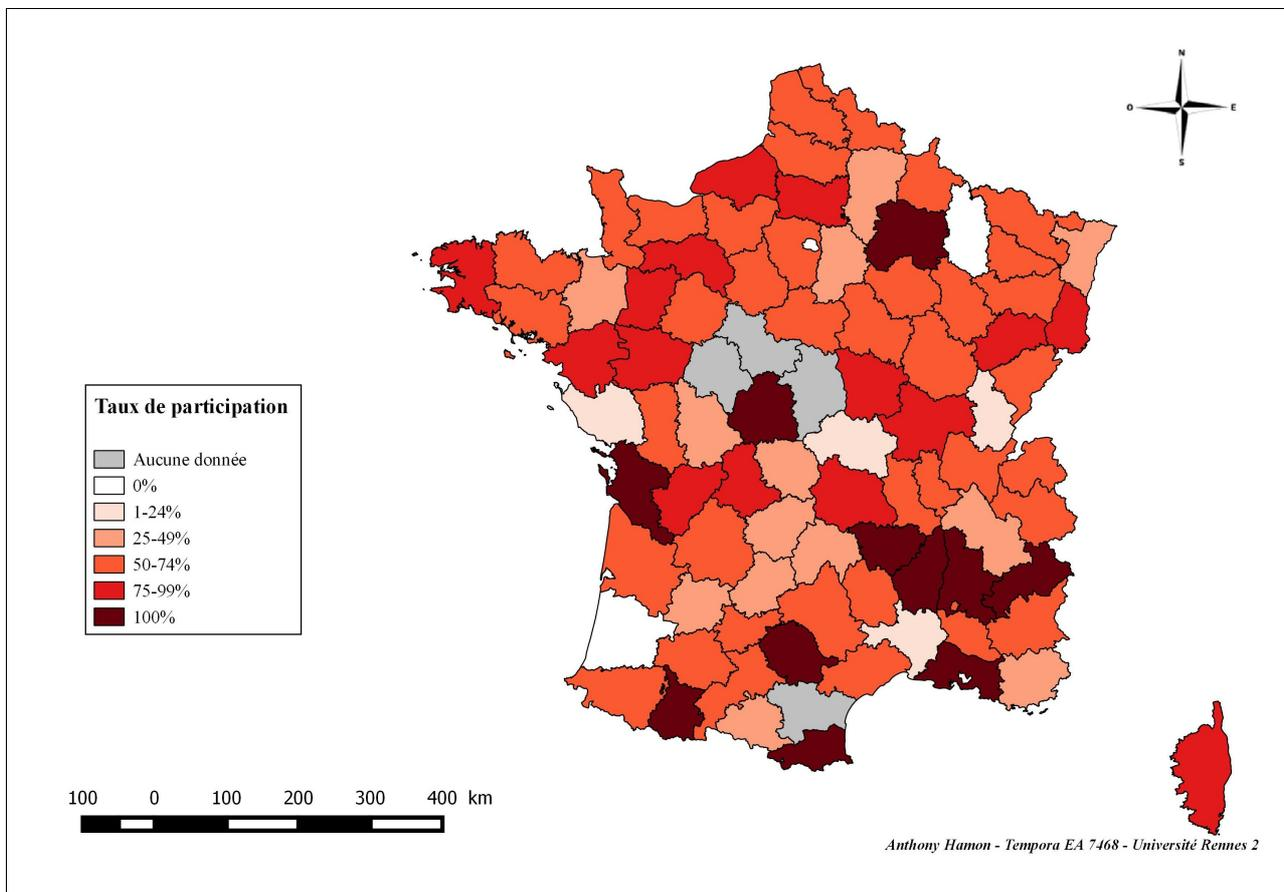 N
O E
S
Taux de participation
Aucune donnée
0%
1-24%
25-49%
50-74%
75-99%
100%
100 0 100 200 300 400 km
Anthony Hamon - Tempora EA 7468 - Université Rennes 2